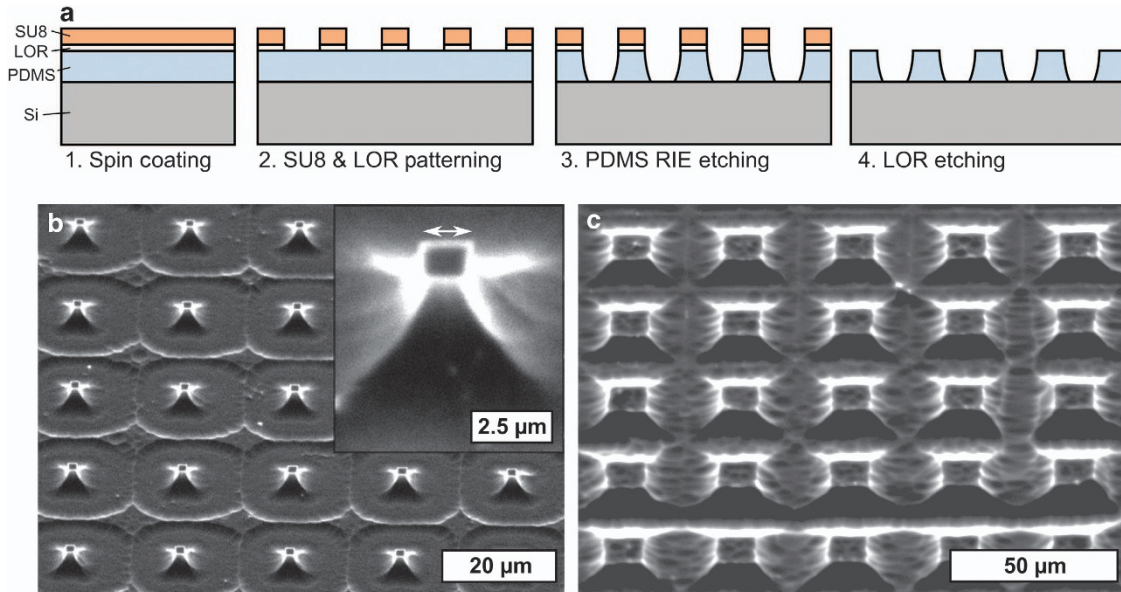 a
SU8
LOR
PDMS
Si
1. Spin coating
2. SU8 & LOR patterning
3. PDMS RIE etching
4. LOR etching
b
2.5 µm
20 µm
c
50 µm